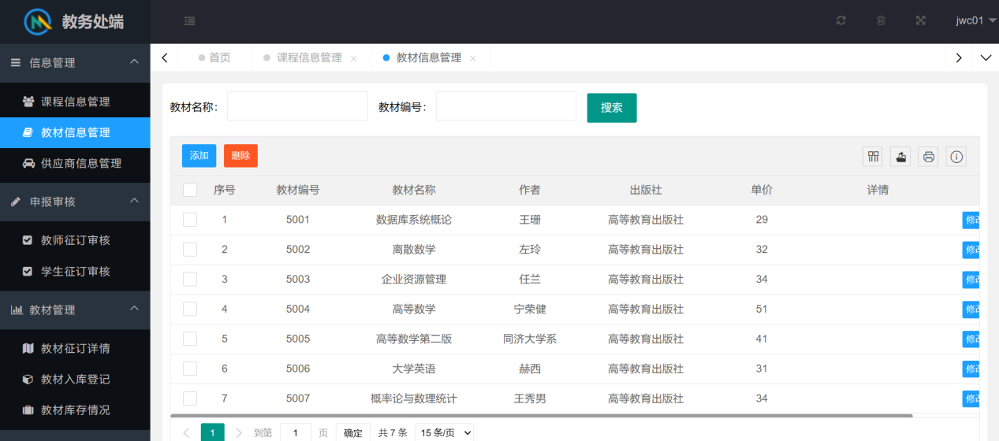 教务处端
jwc01
信息管理
课程信息管理
教材信息管理
供应商信息管理
申报审核
教师征订审核
学生征订审核
教材管理
教材征订详情
教材入库登记
教材库存情况
首页 课程信息管理 教材信息管理
教材名称： 教材编号： 搜索
添加 删除
序号 教材编号 教材名称 作者 出版社 单价 详情
1 5001 数据库系统概论 王珊 高等教育出版社 29 修改
2 5002 离散数学 左玲 高等教育出版社 32 修改
3 5003 企业资源管理 任兰 高等教育出版社 34 修改
4 5004 高等数学 宁荣健 高等教育出版社 51 修改
5 5005 高等数学第二版 同济大学系 高等教育出版社 41 修改
6 5006 大学英语 赫西 高等教育出版社 31 修改
7 5007 概率论与数理统计 王秀男 高等教育出版社 34 修改
1 到第 1 页 确定 共 7 条 15 条/页